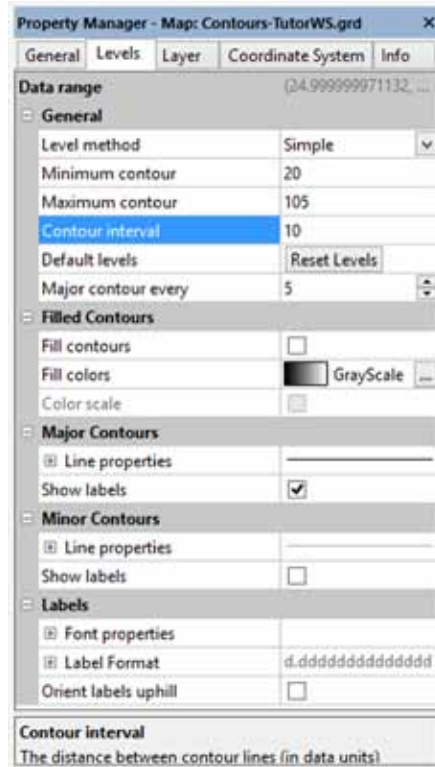 Property Manager - Map: Contours-TutorWS.grd
General Levels Layer Coordinate System Info
Data range (24.999999971132, ...
General
Level method Simple
Minimum contour 20
Maximum contour 105
Contour interval 10
Default levels Reset Levels
Major contour every 5
Filled Contours
Fill contours
Fill colors GrayScale ...
Color scale
Major Contours
Line properties
Show labels
Minor Contours
Line properties
Show labels
Labels
Font properties
Label Format d.dddddddddddddd
Orient labels uphill
Contour interval
The distance between contour lines (in data units)